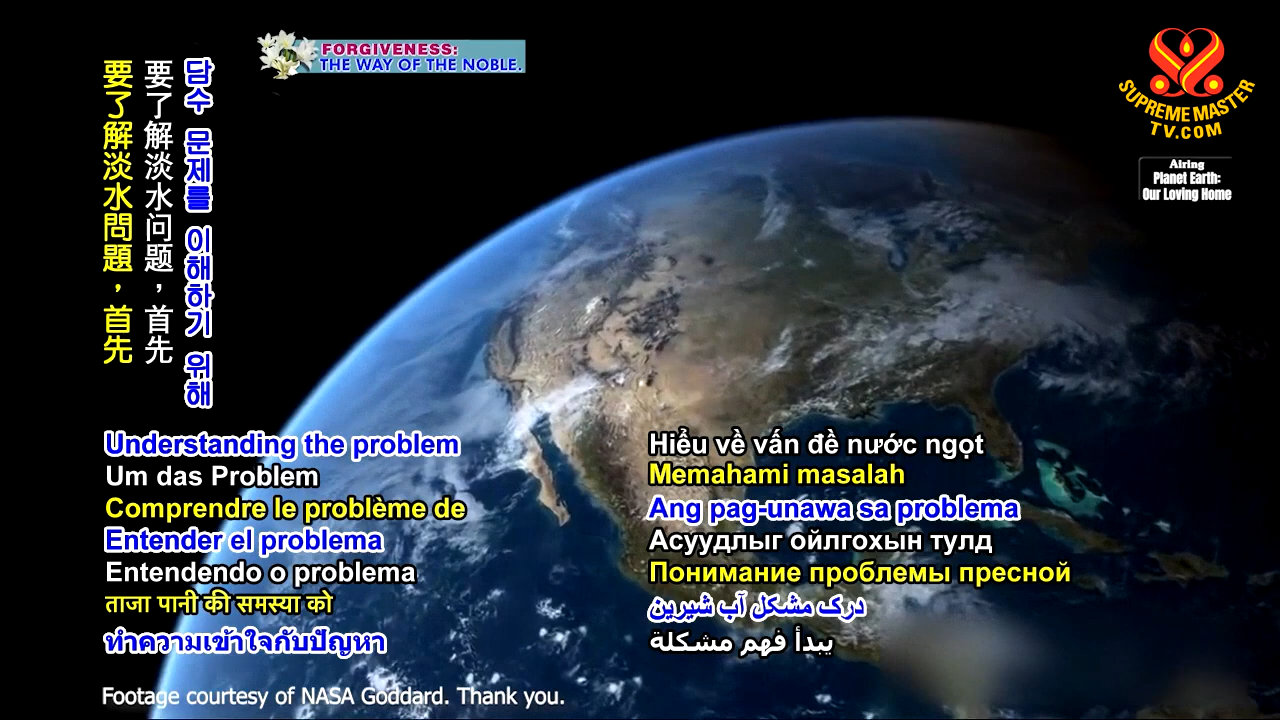 FORGIVENESS:
THE WAY OF THE NOBLE.
SUPREME MASTER
TV.COM
Airing
Planet Earth:
Our Loving Home
要了解淡水問題，首先
要了解淡水问题，首先
담수 문제를 이해하기 위해
Understanding the problem
Um das Problem
Comprendre le problème de
Entender el problema
Entendendo o problema
ताजा पानी की समस्या को
ทำความเข้าใจกับปัญหา
Hiểu về vấn đề nước ngọt
Memahami masalah
Ang pag-unawa sa problema
Асуудлыг ойлгохын тулд
Понимание проблемы пресной
درک مشکل آب شیرین
يبدأ فهم مشكلة
Footage courtesy of NASA Goddard. Thank you.